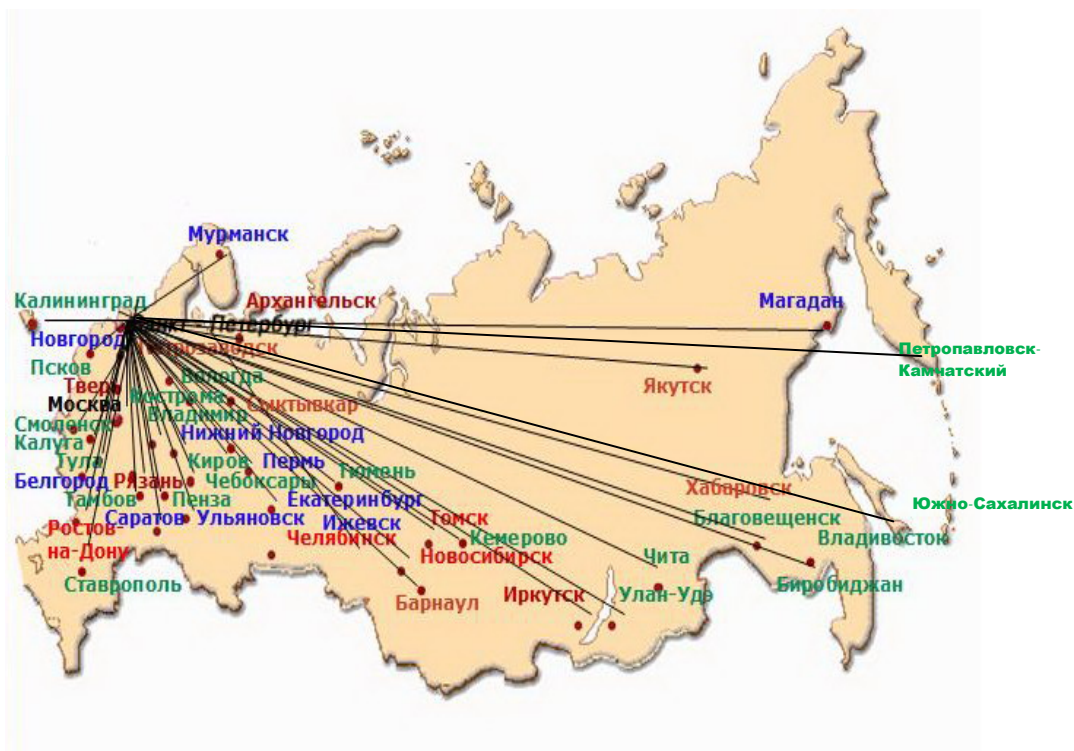 Мурманск
Калининград
Архангельск
Магадан
Санкт - Петербург
Новгород
Петрозаводск
Петропавловск-
Камчатский
Псков
Вологда
Якутск
Тверь
Кострома
Москва
Сыктывкар
Владимир
Смоленск
Нижний Новгород
Калуга
Тула
Киров
Пермь
Тюмень
Белгород
Рязань
Чебоксары
Хабаровск
Тамбов
Пенза
Екатеринбург
Южно-Сахалинск
Саратов
Ульяновск
Ижевск
Томск
Благовещенск
Ростов-
на-Дону
Челябинск
Кемерово
Владивосток
Новосибирск
Чита
Ставрополь
Барнаул
Иркутск
Улан-Удэ
Биробиджан